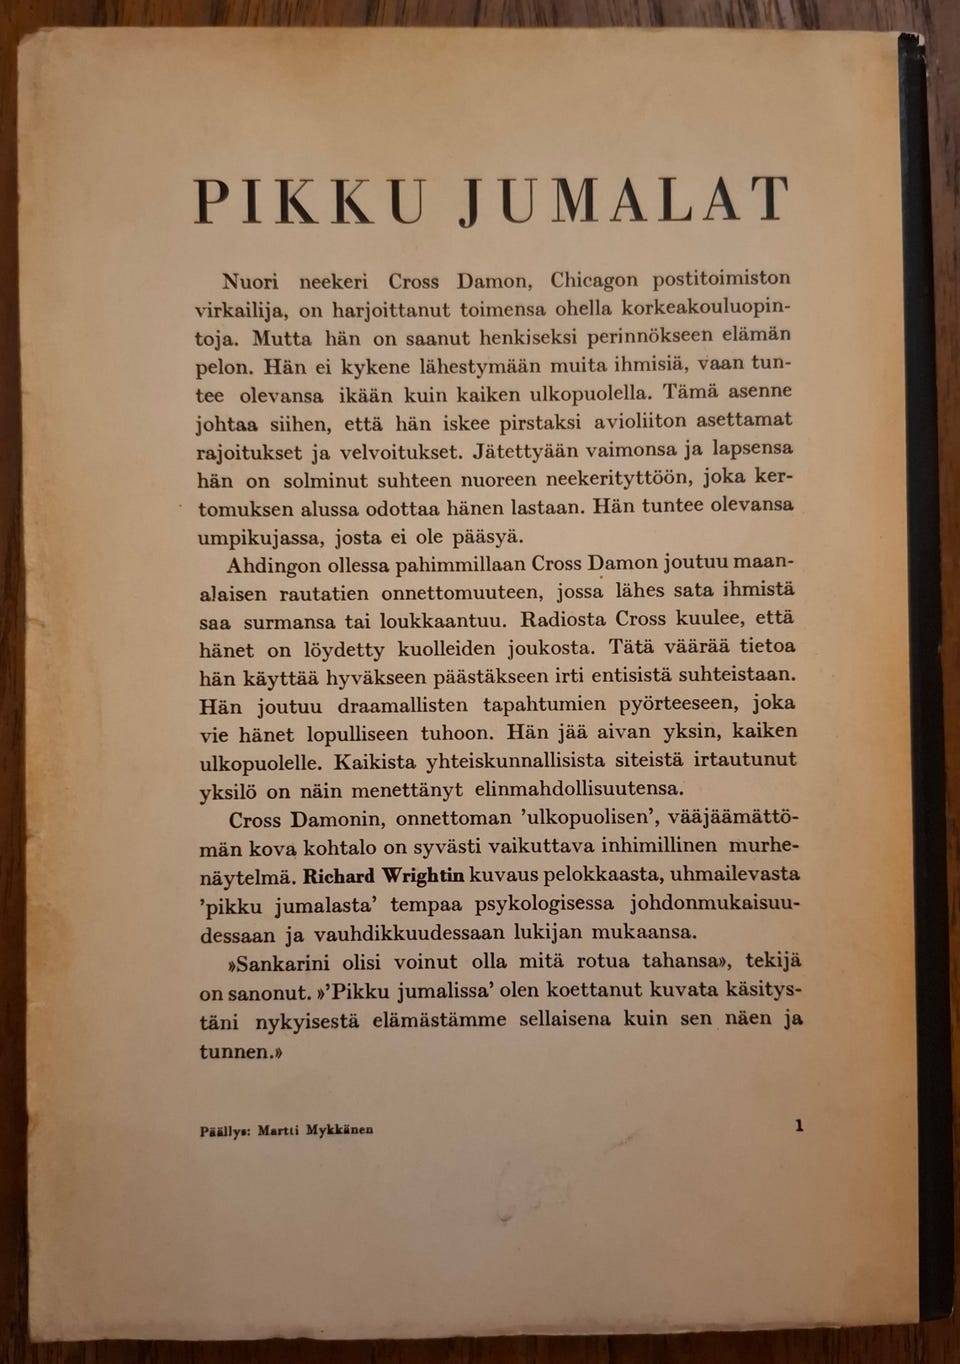 PIKKU JUMALAT
Nuori neekeri Cross Damon, Chicagon postitoimiston
virkailija, on harjoittanut toimensa ohella korkeakouluopin-
toja. Mutta hän on saanut henkiseksi perinnökseen elämän
pelon. Hän ei kykene lähestymään muita ihmisiä, vaan tun-
tee olevansa ikään kuin kaiken ulkopuolella. Tämä asenne
johtaa siihen, että hän iskee pirstaksi avioliiton asettamat
rajoitukset ja velvoitukset. Jätettyään vaimonsa ja lapsensa
hän on solminut suhteen nuoreen neekerityttöön, joka ker-
tomuksen alussa odottaa hänen lastaan. Hän tuntee olevansa
umpikujassa, josta ei ole pääsyä.
Ahdingon ollessa pahimmillaan Cross Damon joutuu maan-
alaisen rautatien onnettomuuteen, jossa lähes sata ihmistä
saa surmansa tai loukkaantuu. Radiosta Cross kuulee, että
hänet on löydetty kuolleiden joukosta. Tätä väärää tietoa
hän käyttää hyväkseen päästäkseen irti entisistä suhteistaan.
Hän joutuu draamallisten tapahtumien pyörteeseen, joka
vie hänet lopulliseen tuhoon. Hän jää aivan yksin, kaiken
ulkopuolelle. Kaikista yhteiskunnallisista siteistä irtautunut
yksilö on näin menettänyt elinmahdollisuutensa.
Cross Damonin, onnettoman ’ulkopuolisen’, vääjäämättö-
män kova kohtalo on syvästi vaikuttava inhimillinen murhe-
näytelmä. Richard Wrightin kuvaus pelokkaasta, uhmailevasta
’pikku jumalasta’ tempaa psykologisessa johdonmukaisuu-
dessaan ja vauhdikkuudessaan lukijan mukaansa.
»Sankarini olisi voinut olla mitä rotua tahansa», tekijä
on sanonut. »’Pikku jumalissa’ olen koettanut kuvata käsitys-
täni nykyisestä elämästämme sellaisena kuin sen näen ja
tunnen.»
Päällys: Martti Mykkänen
1